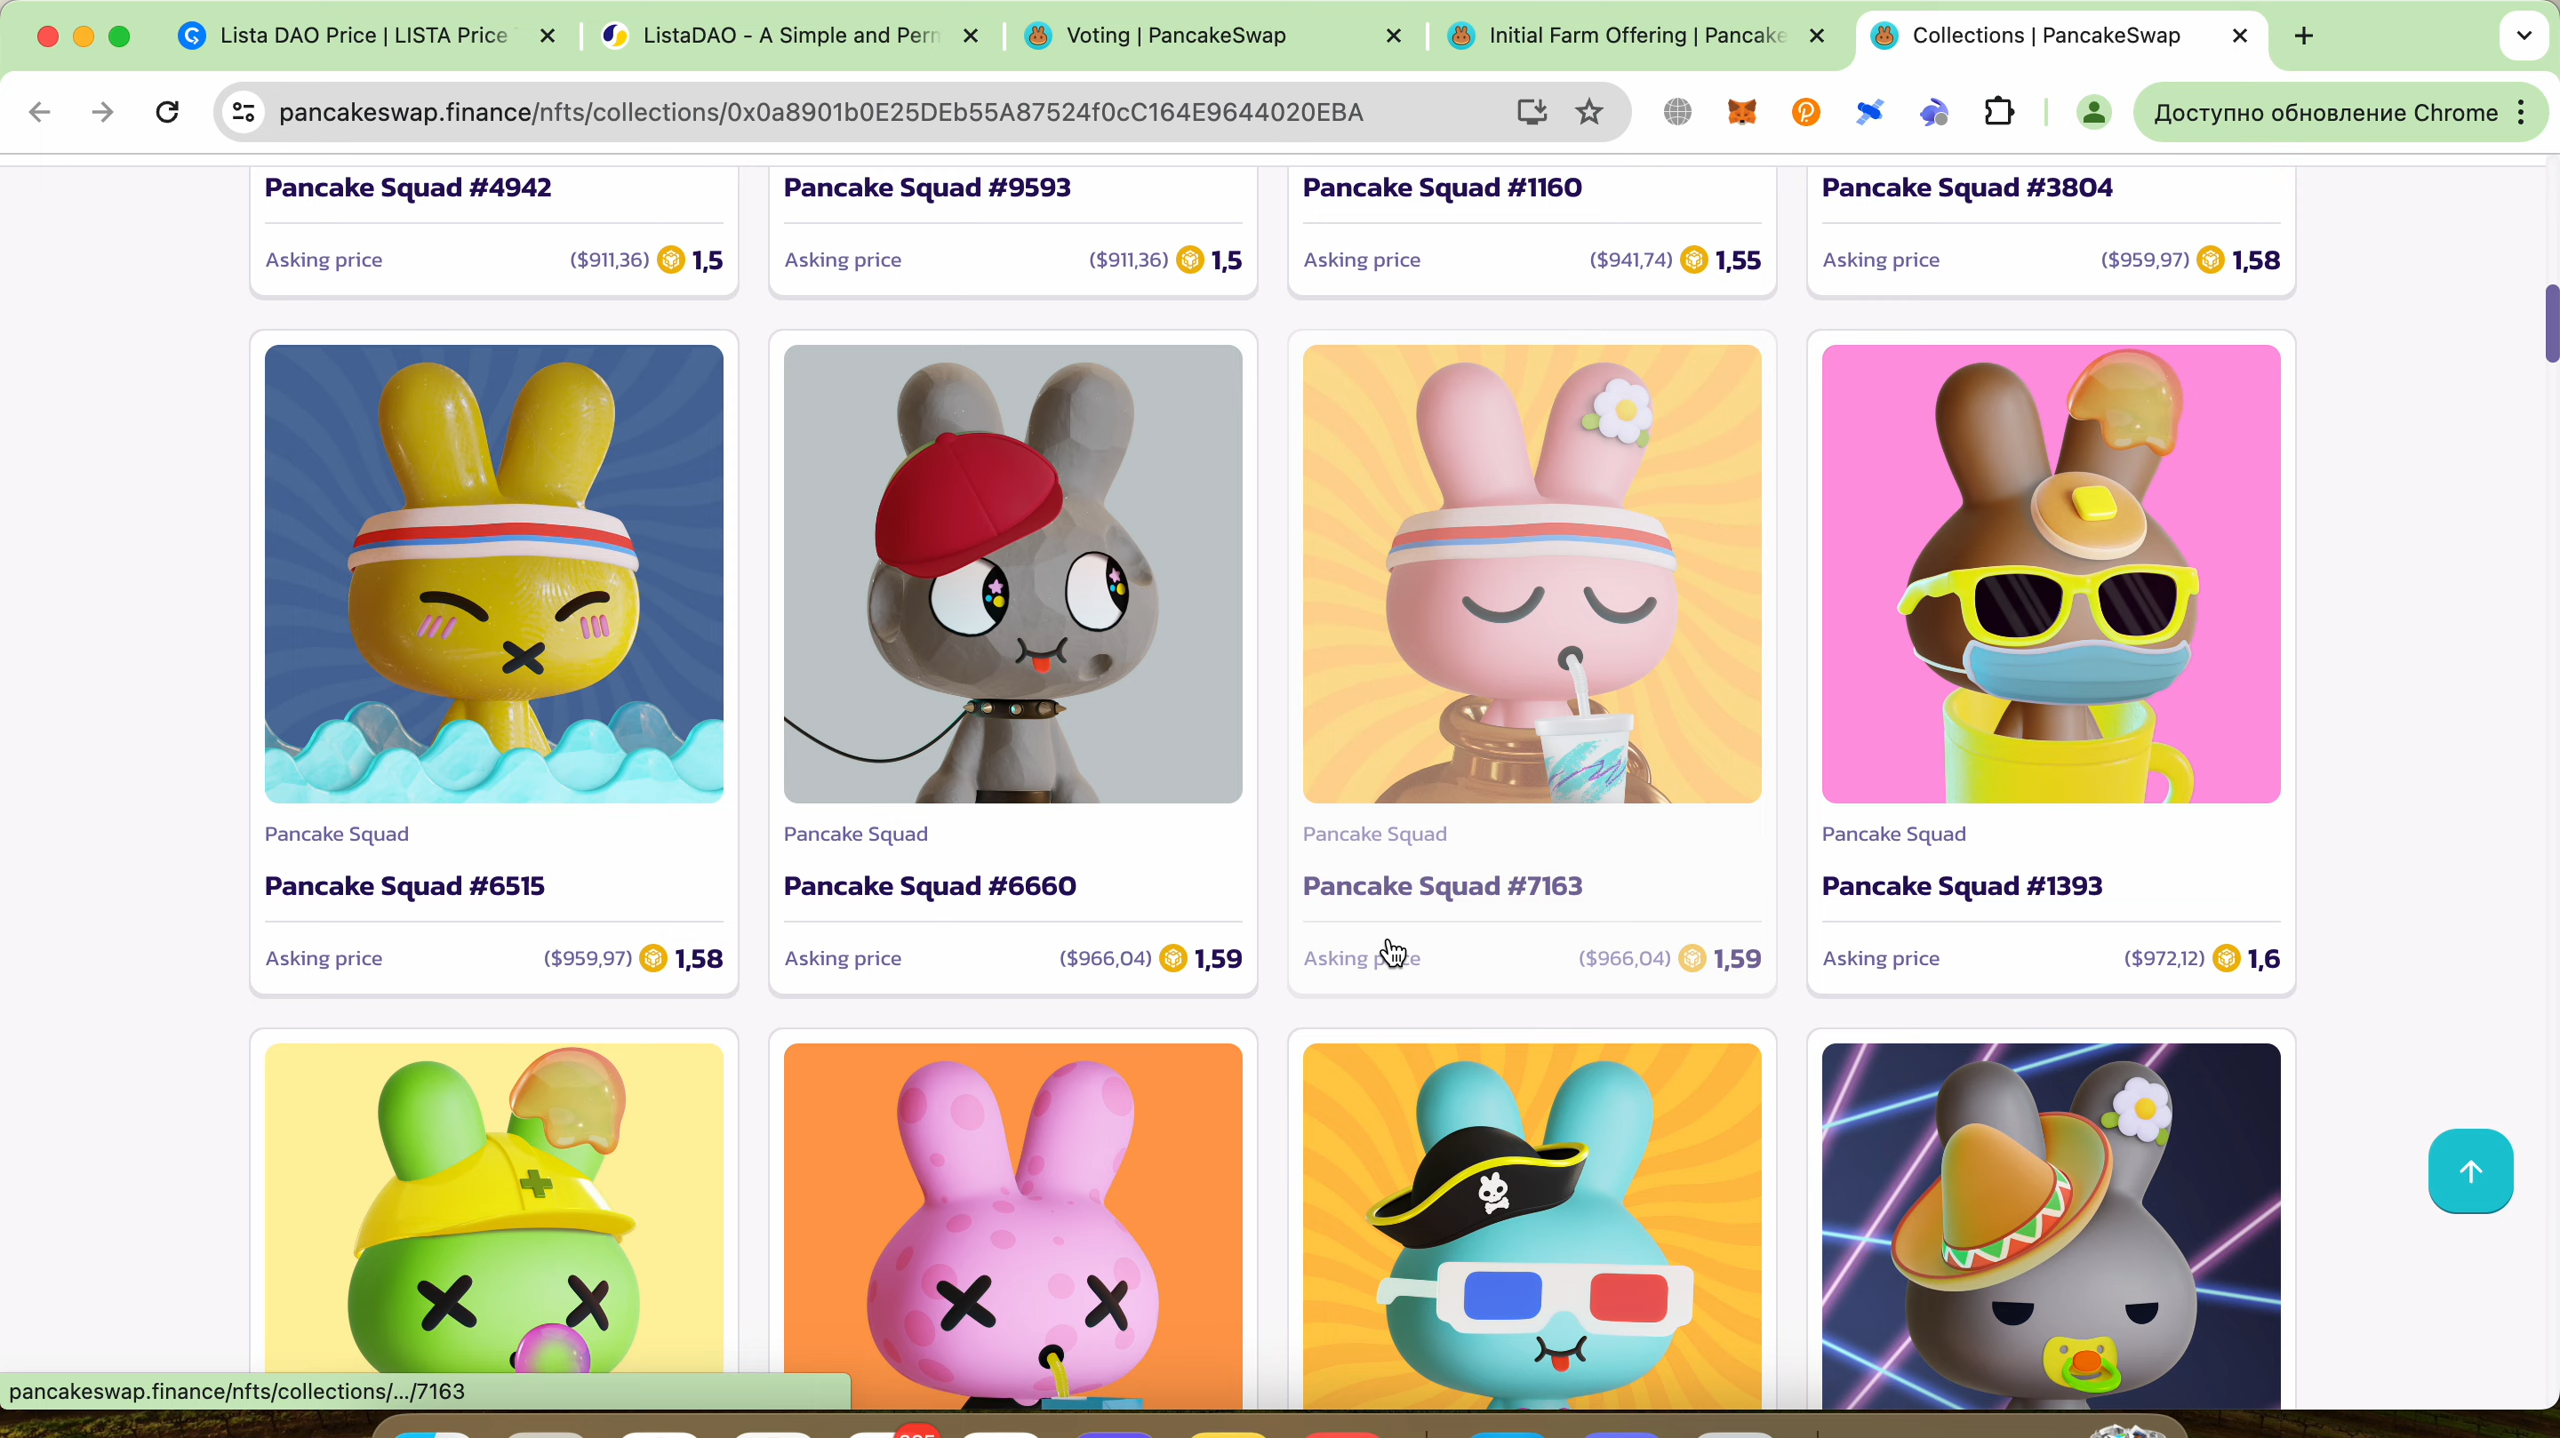 Lista DAO Price | LISTA Price
ListaDAO - A Simple and Perm
Voting | PancakeSwap
Initial Farm Offering | Pancake
Collections | PancakeSwap
pancakeswap.finance/nfts/collections/0x0a8901b0E25DEb55A87524f0cC164E9644020EBA
Доступно обновление Chrome
Pancake Squad #4942
Pancake Squad #9593
Pancake Squad #1160
Pancake Squad #3804
Asking price ($911,36) 1,5
Asking price ($911,36) 1,5
Asking price ($941,74) 1,55
Asking price ($959,97) 1,58
Pancake Squad
Pancake Squad
Pancake Squad
Pancake Squad
Pancake Squad #6515
Pancake Squad #6660
Pancake Squad #7163
Pancake Squad #1393
Asking price ($959,97) 1,58
Asking price ($966,04) 1,59
Asking price ($966,04) 1,59
Asking price ($972,12) 1,6
pancakeswap.finance/nfts/collections/.../7163